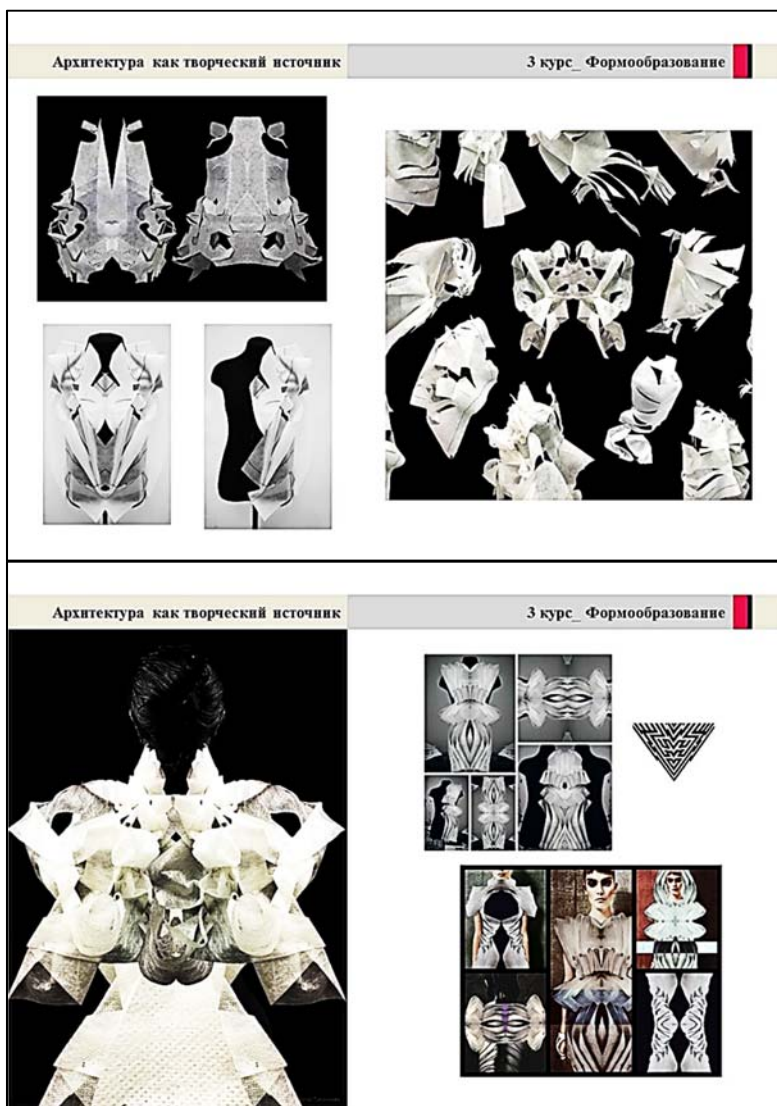 Архитектура как творческий источник
3 курс_ Формообразование
Архитектура как творческий источник
3 курс_ Формообразование